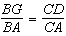 BG/BA = CD/CA